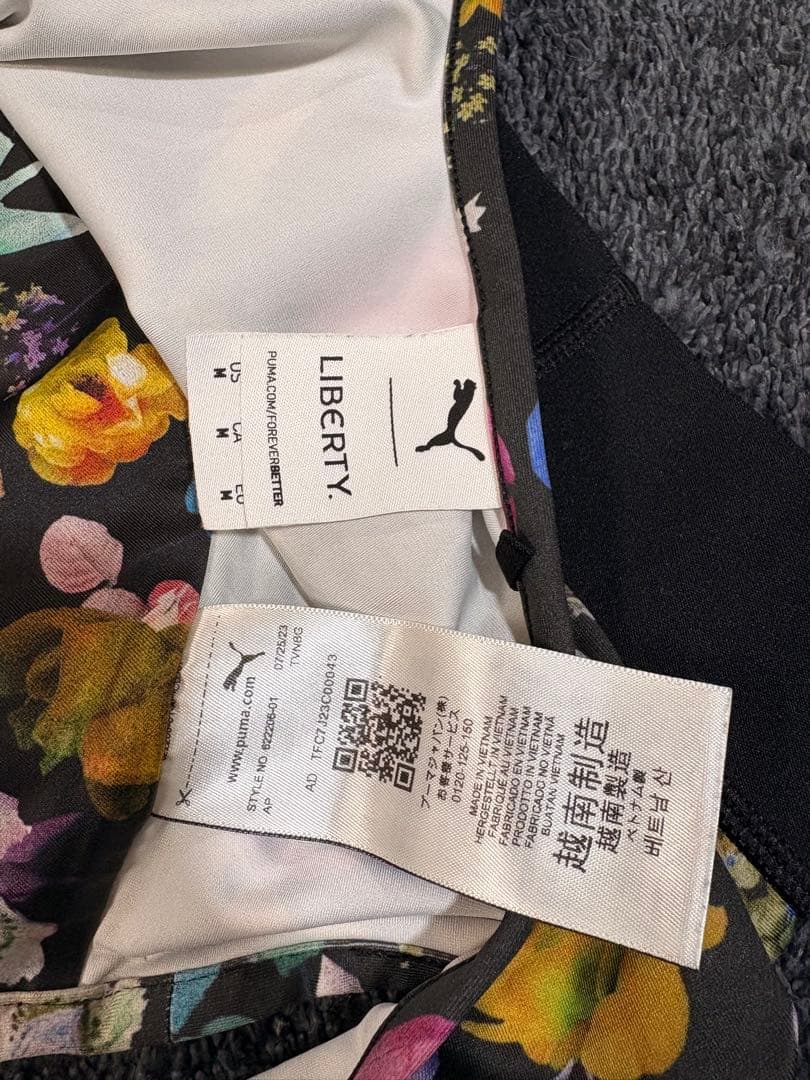 LIBERTY.
PUMA.COM/FOREVERBETTER
US CA EU
M M M
www.puma.com 07/25/23
TVN8G
STYLE NO. 622206-01
AP
AD TFC7J23C00043
プーマジャパン(株)
お客様サービス
0120-125-150
MADE IN VIETNAM
HERGESTELLT IN VIETNAM
FABRIQUÉ AU VIETNAM
FABRICADO EN VIETNAM
PRODOTTO IN VIETNAM
FABRICADO NO VIETNÃ
BUATAN VIETNAM
越南制造
越南製造
ベトナム製
베트남 산